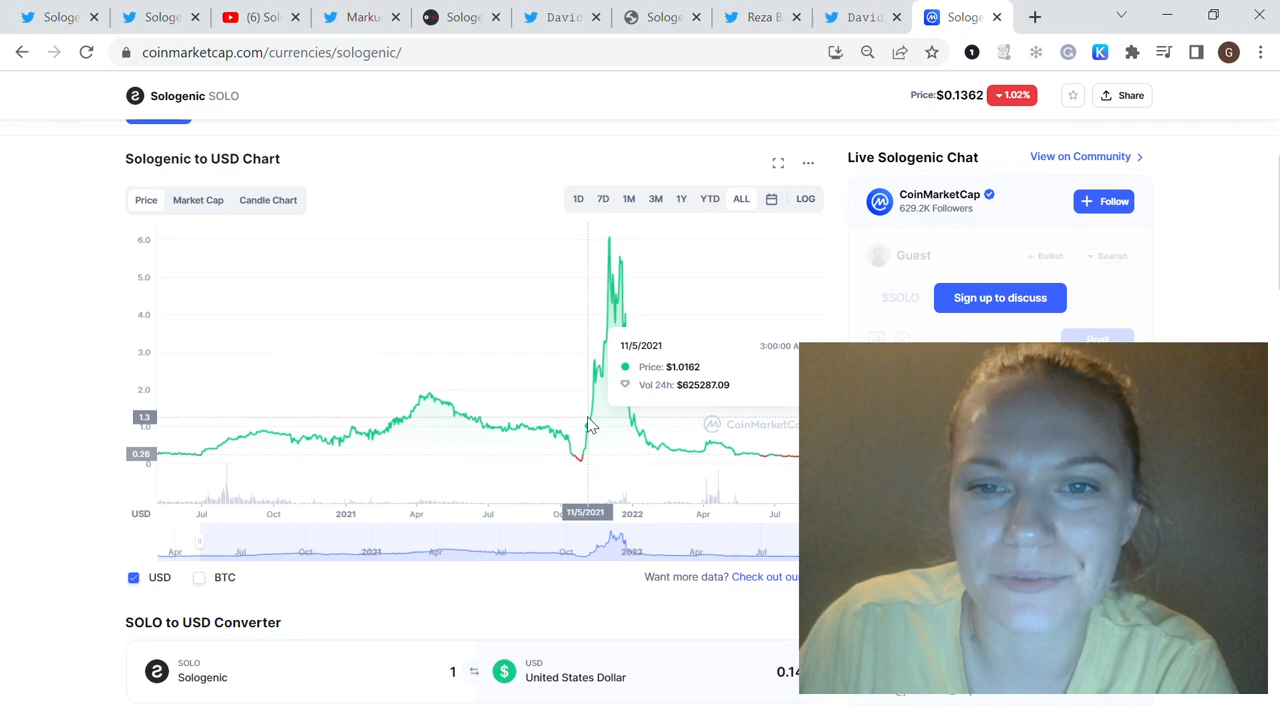 Sologe
Sologe
(6) Sol
Marku
Sologe
David
Sologe
Reza B
David
Sologe
coinmarketcap.com/currencies/sologenic/
1
G
Sologenic SOLO
Price:$0.1362
1.02%
Share
Sologenic to USD Chart
Live Sologenic Chat
View on Community
Price
Market Cap
Candle Chart
1D
7D
1M
3M
1Y
YTD
ALL
LOG
CoinMarketCap
629.2K Followers
Follow
Guest
Bullish
Bearish
$SOLO
Sign up to discuss
6.0
5.0
4.0
3.0
2.0
1.3
1.0
0.26
0
11/5/2021
3:00:00 A
Price: $1.0162
Vol 24h: $625287.09
CoinMarketC
USD
Jul
Oct
2021
Apr
Jul
11/5/2021
2022
Apr
Jul
Apr
Jul
Oct
2021
Apr
Jul
Oct
2022
Apr
Jul
USD
BTC
Want more data? Check out ou
SOLO to USD Converter
SOLO
Sologenic
1
USD
United States Dollar
0.14